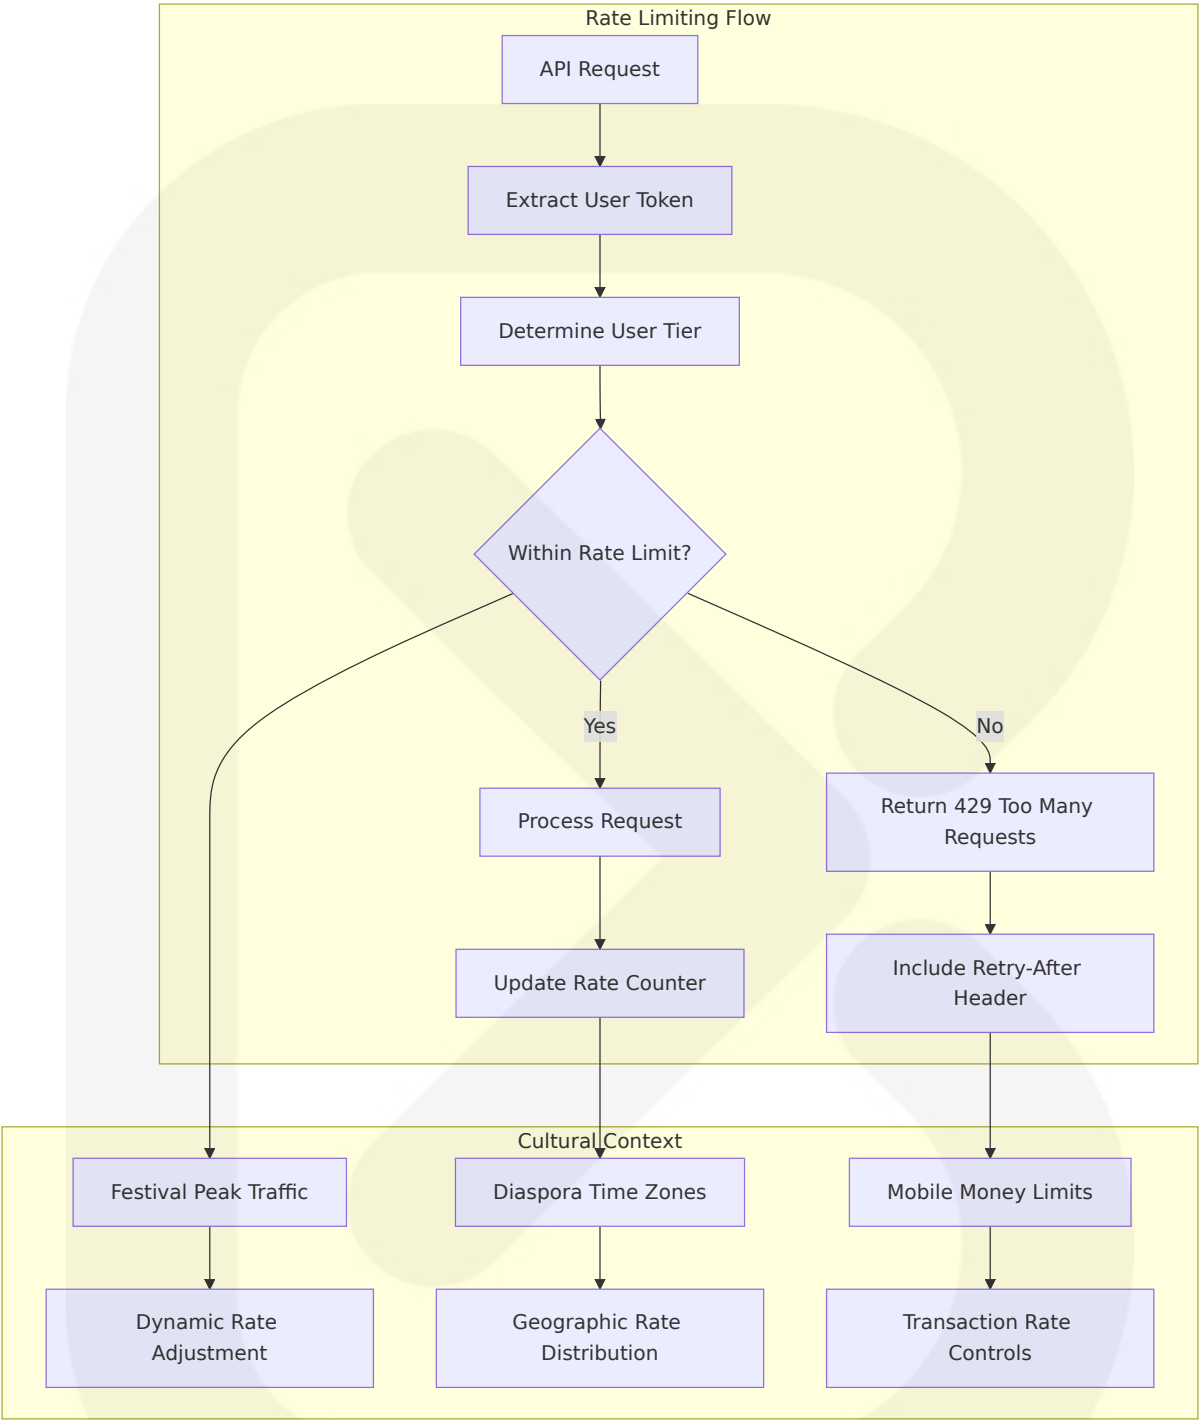 Rate Limiting Flow
API Request
Extract User Token
Determine User Tier
Within Rate Limit?
Yes
No
Process Request
Return 429 Too Many
Requests
Update Rate Counter
Include Retry-After
Header
Cultural Context
Festival Peak Traffic
Diaspora Time Zones
Mobile Money Limits
Dynamic Rate
Adjustment
Geographic Rate
Distribution
Transaction Rate
Controls